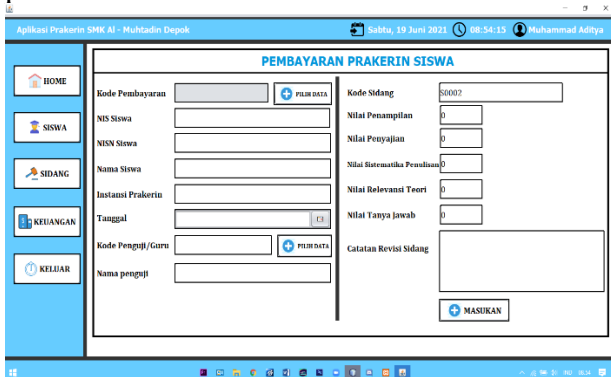 Aplikasi Prakerin SMK Al - Muhtadin Depok
Sabtu, 19 Juni 2021 08:54:15 Muhammad Aditya
PEMBAYARAN PRAKERIN SISWA
HOME
SISWA
SIDANG
KEUANGAN
KELUAR
Kode Pembayaran PILIH DATA
NIS Siswa
NISN Siswa
Nama Siswa
Instansi Prakerin
Tanggal
Kode Penguji/Guru PILIH DATA
Nama penguji
Kode Sidang S0002
Nilai Penampilan 0
Nilai Penyajian 0
Nilai Sistematika Penulisan 0
Nilai Relevansi Teori 0
Nilai Tanya jawab 0
Catatan Revisi Sidang
MASUKAN